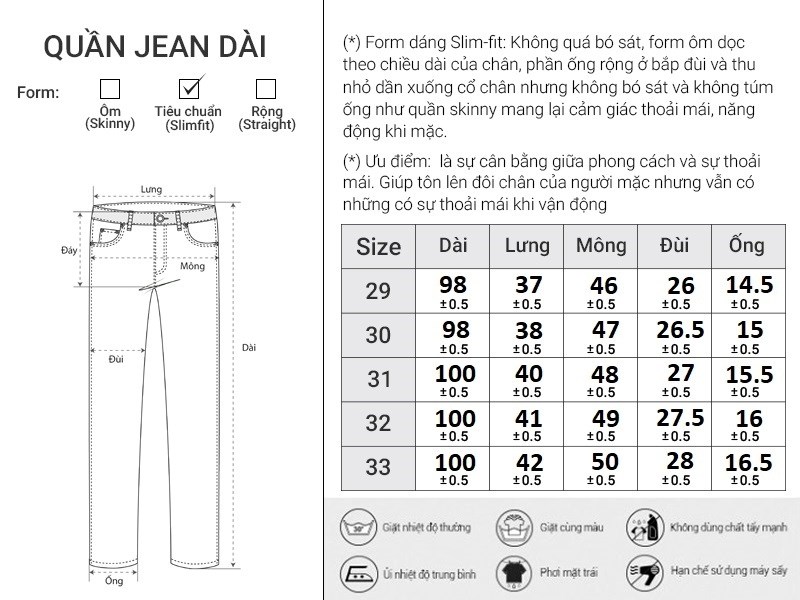 QUẦN JEAN DÀI
Form:
Ôm
(Skinny)
Tiêu chuẩn
(Slimfit)
Rộng
(Straight)
Lưng
Đáy
Mông
Đùi
Dài
Ống
(*) Form dáng Slim-fit: Không quá bó sát, form ôm dọc
theo chiều dài của chân, phần ống rộng ở bắp đùi và thu
nhỏ dần xuống cổ chân nhưng không bó sát và không túm
ống như quần skinny mang lại cảm giác thoải mái, năng
động khi mặc.
(*) Ưu điểm: là sự cân bằng giữa phong cách và sự thoải
mái. Giúp tôn lên đôi chân của người mặc nhưng vẫn có
những có sự thoải mái khi vận động
Size Dài Lưng Mông Đùi Ống
29 98 37 46 26 14.5
±0.5 ±0.5 ±0.5 ±0.5 ±0.5
30 98 38 47 26.5 15
±0.5 ±0.5 ±0.5 ±0.5 ±0.5
31 100 40 48 27 15.5
±0.5 ±0.5 ±0.5 ±0.5 ±0.5
32 100 41 49 27.5 16
±0.5 ±0.5 ±0.5 ±0.5 ±0.5
33 100 42 50 28 16.5
±0.5 ±0.5 ±0.5 ±0.5 ±0.5
30° Giặt nhiệt độ thường
Giặt cùng màu
Không dùng chất tẩy mạnh
Ủi nhiệt độ trung bình
Phơi mặt trái
Hạn chế sử dụng máy sấy